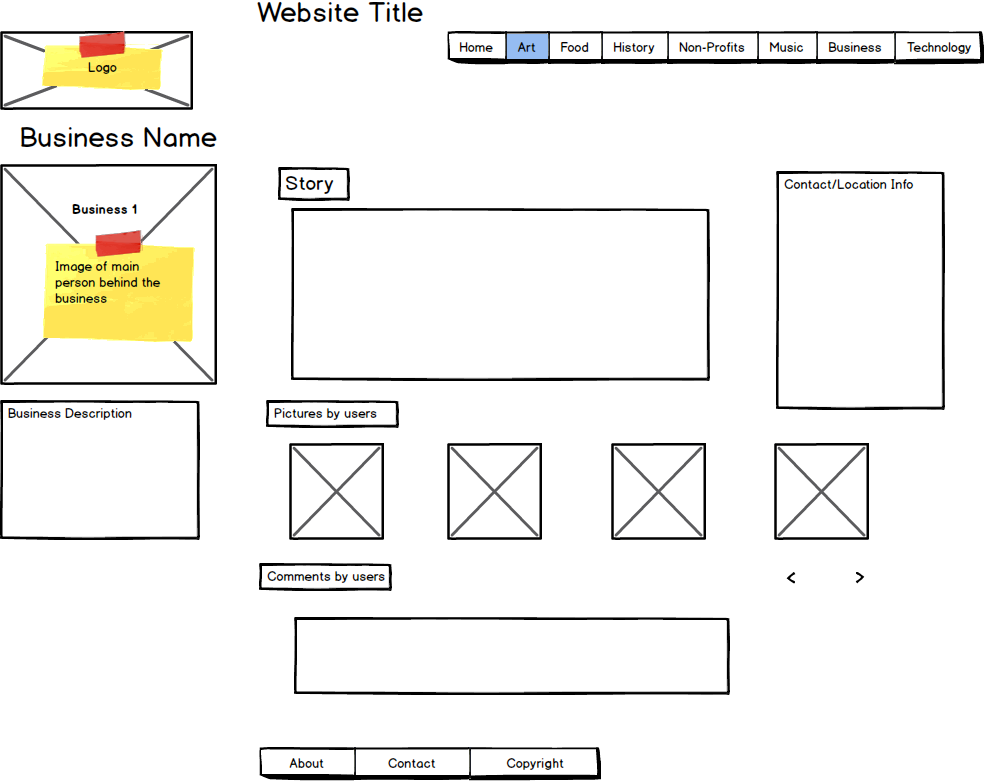 Website Title
Home Art Food History Non-Profits Music Business Technology
Logo
Business Name
Business 1
Image of main
person behind the
business
Business Description
Story
Contact/Location Info
Pictures by users
Comments by users
< >
About Contact Copyright